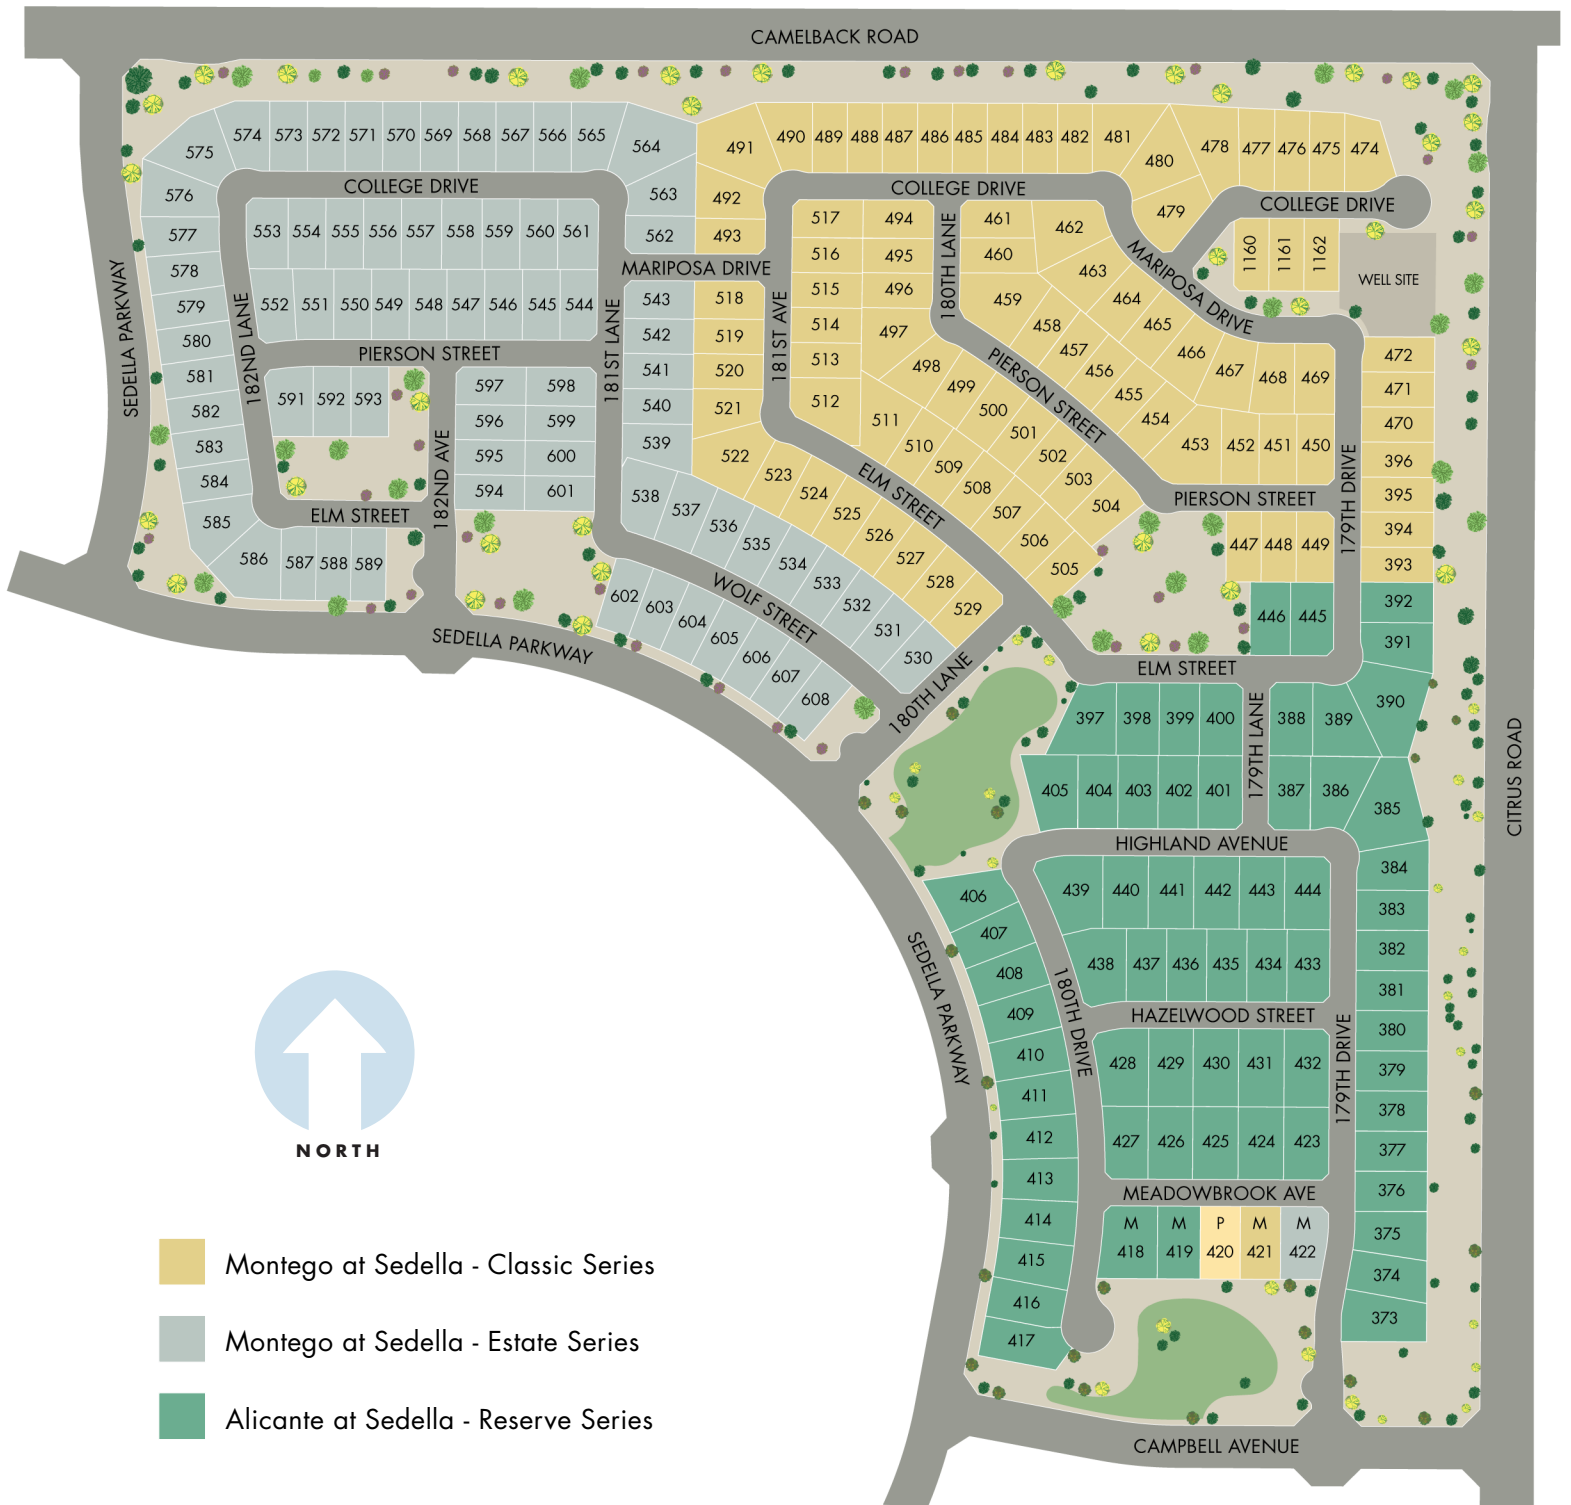 CAMELBACK ROAD
574 573 572 571 570 569 568 567 566 565
564
575
491
490 489 488 487 486 485 484 483 482 481
480
478 477 476 475 474
576
COLLEGE DRIVE
563
492
COLLEGE DRIVE
479
COLLEGE DRIVE
577
553 554 555 556 557 558 559 560 561
562
493
517 494
180TH LANE
461
462
1160 1161 1162
WELL SITE
MARIPOSA DRIVE
578
MARIPOSA DRIVE
516 495
460
463
579
552 551 550 549 548 547 546 545 544
543
518
181ST AVE
515 496
459
464
580
182ND LANE
542
519
514
497
458
465
SEDELLA PARKWAY
PIERSON STREET
181ST LANE
541
520
513
498
PIERSON STREET
457
466
472
581
591 592 593
597 598
499
456
467 468 469
471
582
596 599
540
521
512
511
500
455
470
583
182ND AVE
595 600
539
522
510
501
454
453 452 451 450
179TH DRIVE
396
584
594 601
538
523
ELM STREET
509
502
395
585
ELM STREET
537
524
508
503
PIERSON STREET
394
586 587 588 589
536
525
507
504
447 448 449
393
535
526
506
534
527
505
602
WOLF STREET
533
528
446 445
392
603
532
529
391
604
531
SEDELLA PARKWAY
605
530
ELM STREET
606
180TH LANE
390
607
397 398 399 400
179TH LANE
388 389
608
405 404 403 402 401
387 386
385
CITRUS ROAD
HIGHLAND AVENUE
384
406
439 440 441 442 443 444
383
407
382
408
438 437 436 435 434 433
381
SEDELLA PARKWAY
409
180TH DRIVE
HAZELWOOD STREET
380
410
428 429 430 431 432
179TH DRIVE
379
411
378
412
427 426 425 424 423
377
413
376
MEADOWBROOK AVE
414
M M P M M
375
415
418 419 420 421 422
374
416
373
417
CAMPBELL AVENUE
NORTH
Montego at Sedella - Classic Series
Montego at Sedella - Estate Series
Alicante at Sedella - Reserve Series